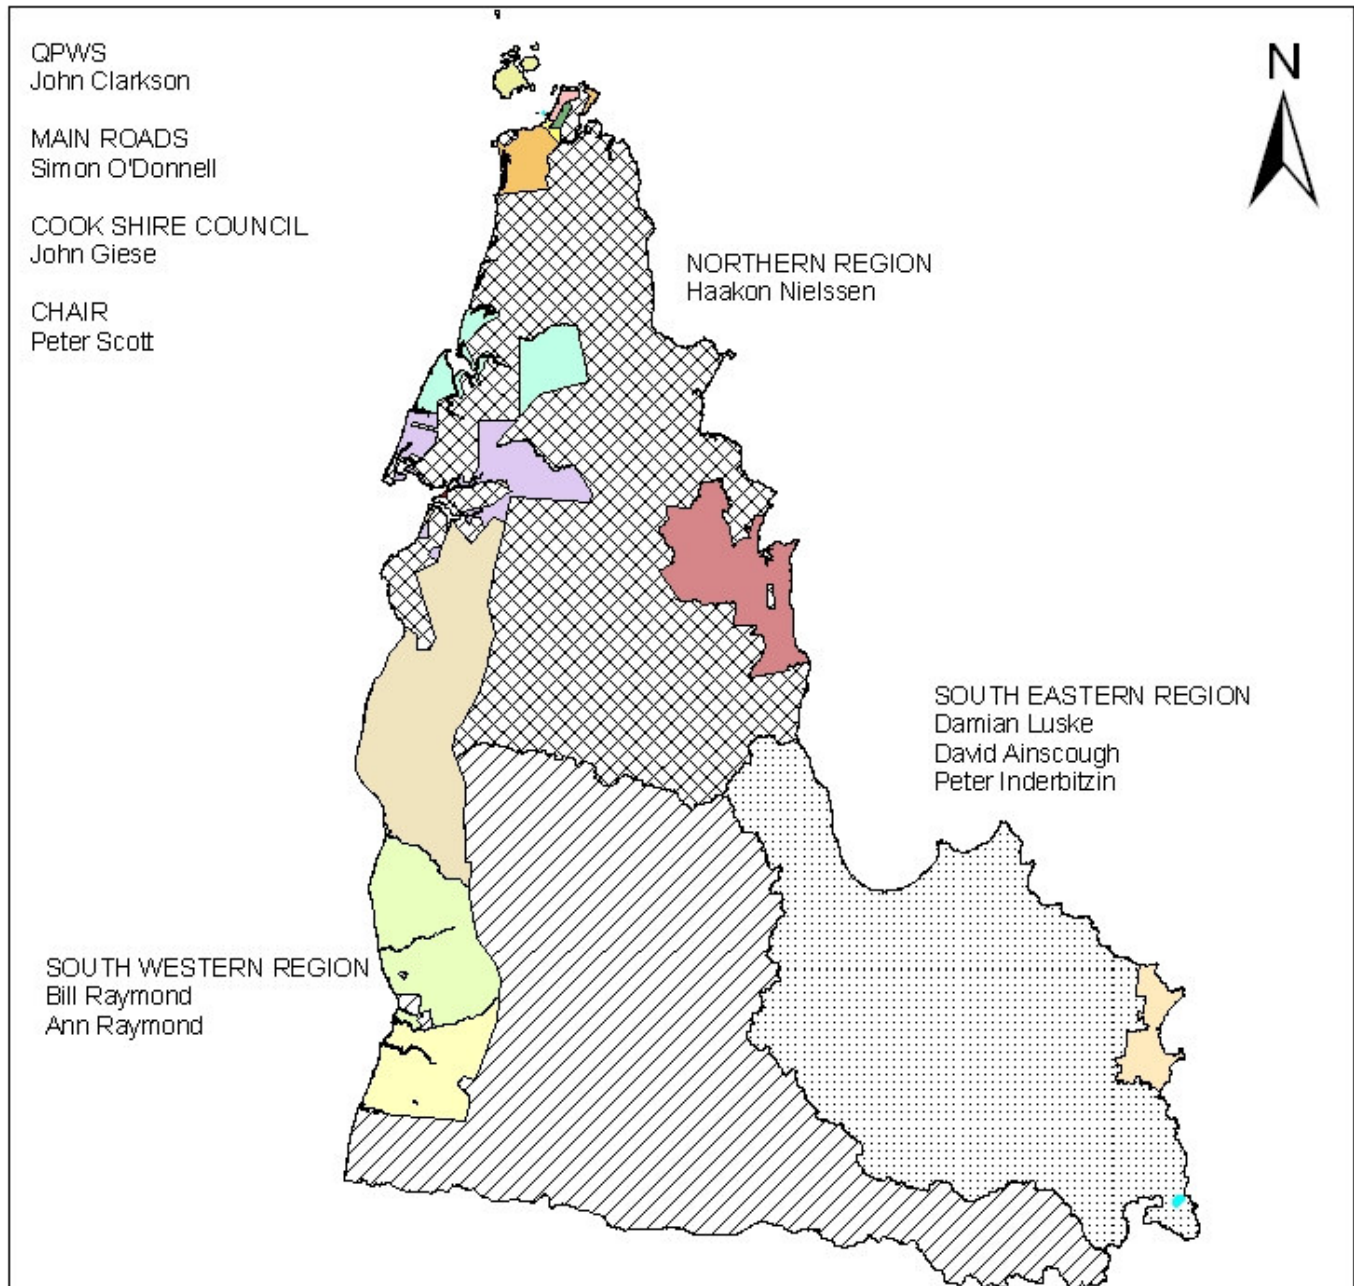 QPWS
John Clarkson
MAIN ROADS
Simon O'Donnell
COOK SHIRE COUNCIL
John Giese
CHAIR
Peter Scott
N
NORTHERN REGION
Haakon Nielssen
SOUTH EASTERN REGION
Damian Luske
David Ainscough
Peter Inderbitzin
SOUTH WESTERN REGION
Bill Raymond
Ann Raymond